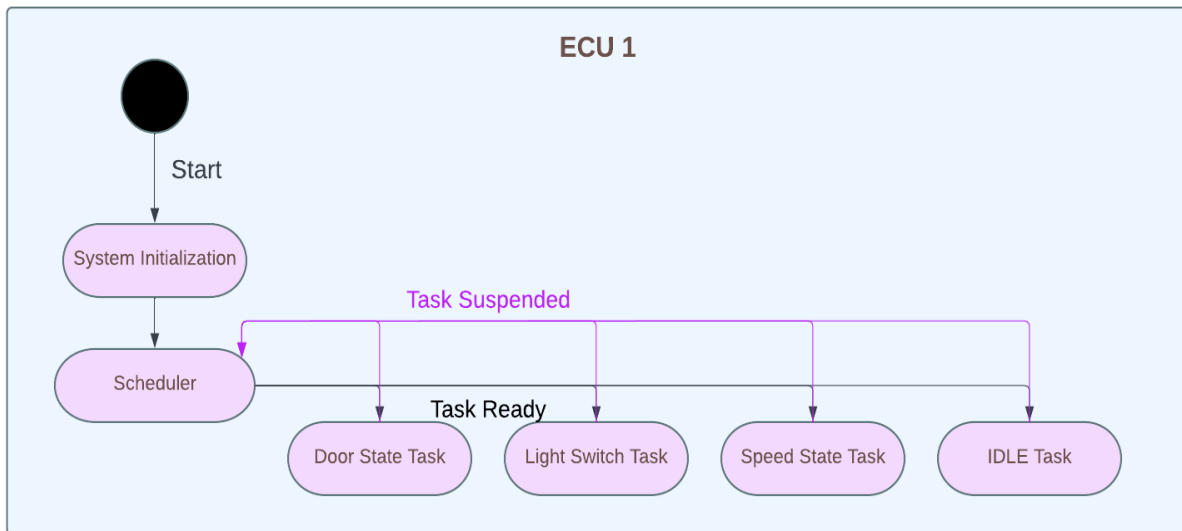 ECU 1
Start
System Initialization
Task Suspended
Scheduler
Task Ready
Door State Task
Light Switch Task
Speed State Task
IDLE Task